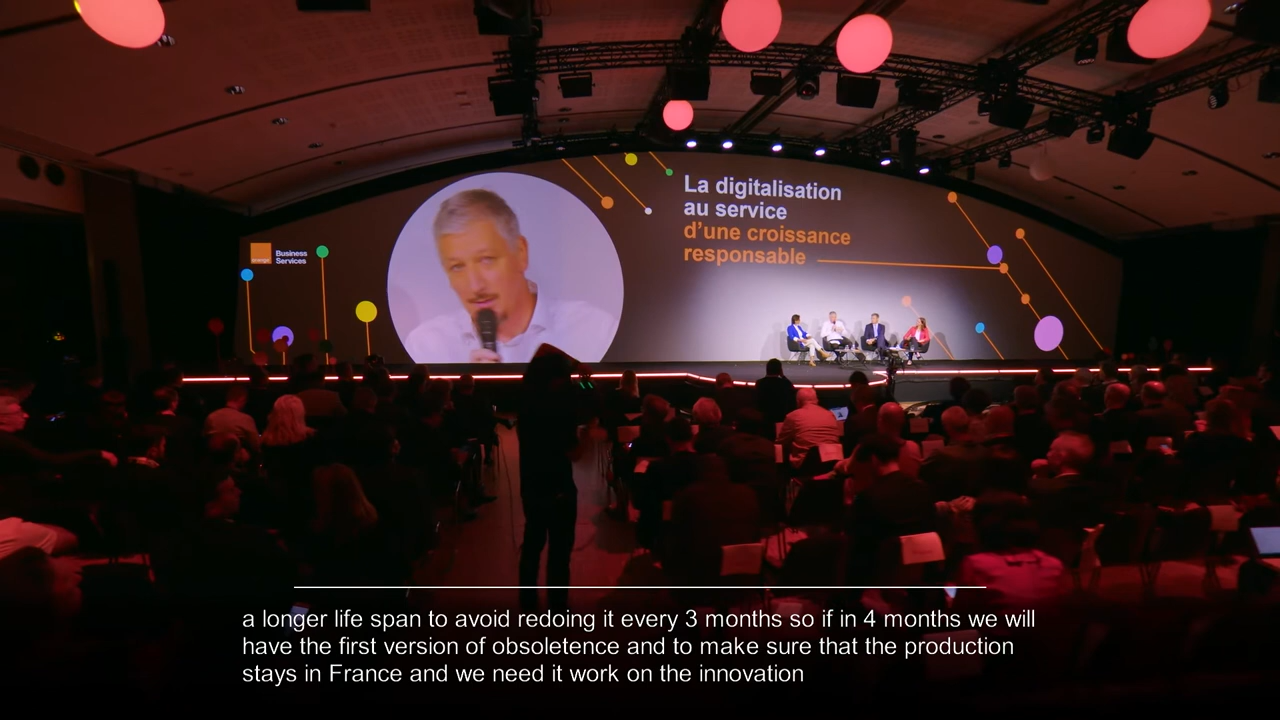 La digitalisation
au service
d'une croissance
responsable
orange
Business
Services
a longer life span to avoid redoing it every 3 months so if in 4 months we will
have the first version of obsoletence and to make sure that the production
stays in France and we need it work on the innovation